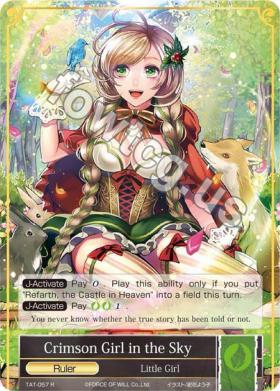 J-Activate Pay 0. Play this ability only if you put
"Refarth, the Castle in Heaven" into a field this turn.
J-Activate Pay 1.
You never know whether the true story has been told or not.
Crimson Girl in the Sky
Ruler
Little Girl
TAT-057 R
©FORCE OF WILL Co.,Ltd.
fowtcg.us